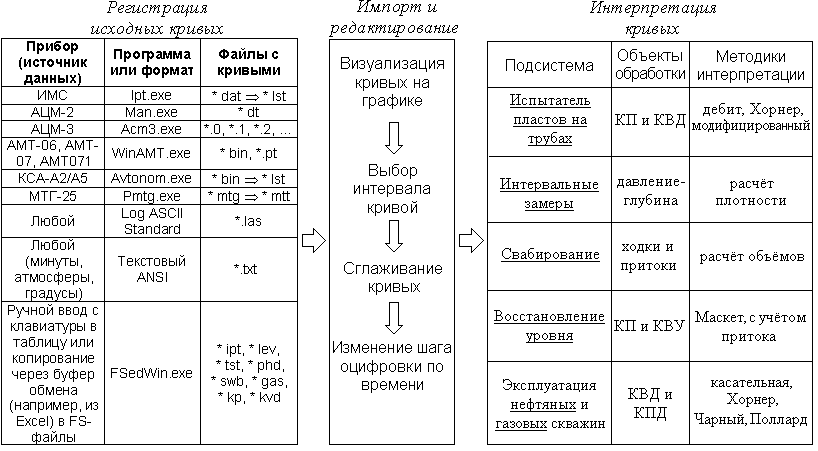 Регистрация
исходных кривых
Прибор
(источник
данных)
Программа
или формат
Файлы с
кривыми
ИМС
Ipt.exe
* dat ⇒ * lst
АЦМ-2
Man.exe
* dt
АЦМ-3
Acm3.exe
*.0, *.1, *.2, ...
АМТ-06, АМТ-
07, АМТ071
WinAMT.exe
* bin, *.pt
КСА-А2/А5
Avtonom.exe
* bin ⇒ * lst
МТГ-25
Pmtg.exe
* mtg ⇒ * mtt
Любой
Log ASCII
Standard
*.las
Любой
(минуты,
атмосферы,
градусы)
Текстовый
ANSI
*.txt
Ручной ввод с
клавиатуры в
таблицу или
копирование
через буфер
обмена
(например, из
Excel) в FS-
файлы
FSedWin.exe
* ipt, * lev,
* tst, * phd,
* swb, * gas,
* kp, * kvd
Импорт и
редактирование
Визуализация
кривых на
графике
Выбор
интервала
кривой
Сглаживание
кривых
Изменение шага
оцифровки по
времени
Интерпретация
кривых
Подсистема
Объекты
обработки
Методики
интерпретации
Испытатель
пластов на
трубах
КП и КВД
дебит, Хорнер,
модифицированный
Интервальные
замеры
давление-
глубина
расчёт
плотности
Свабирование
ходки и
притоки
расчёт объёмов
Восстановление
уровня
КП и КВУ
Маскет, с учётом
притока
Эксплуатация
нефтяных и
газовых скважин
КВД и
КПД
касательная,
Хорнер,
Чарный, Поллард